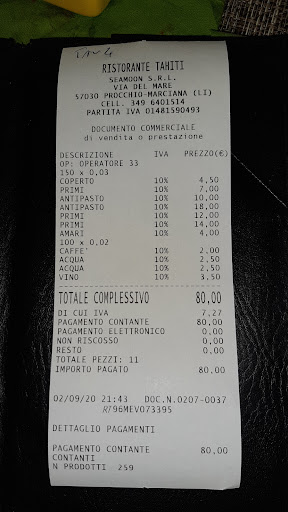 TAV 4
RISTORANTE TAHITI
SEAMOON S.R.L.
VIA DEL MARE
57030 PROCCHIO-MARCIANA (LI)
CELL. 349 6401514
PARTITA IVA 01481590493
DOCUMENTO COMMERCIALE
di vendita o prestazione
DESCRIZIONE IVA PREZZO(€)
OP: OPERATORE 33
150 x 0,03
COPERTO 10% 4,50
PRIMI 10% 7,00
ANTIPASTO 10% 10,00
ANTIPASTO 10% 18,00
PRIMI 10% 12,00
PRIMI 10% 14,00
AMARI 10% 4,00
100 x 0,02
CAFFE' 10% 2,00
ACQUA 10% 2,50
ACQUA 10% 2,50
VINO 10% 3,50
TOTALE COMPLESSIVO 80,00
DI CUI IVA 7,27
PAGAMENTO CONTANTE 80,00
PAGAMENTO ELETTRONICO 0,00
NON RISCOSSO 0,00
RESTO 0,00
TOTALE PEZZI: 11
IMPORTO PAGATO 80,00
02/09/20 21:43 DOC.N.0207-0037
RT 96MEV073395
DETTAGLIO PAGAMENTI
PAGAMENTO CONTANTE 80,00
CONTANTI
N PRODOTTI 259